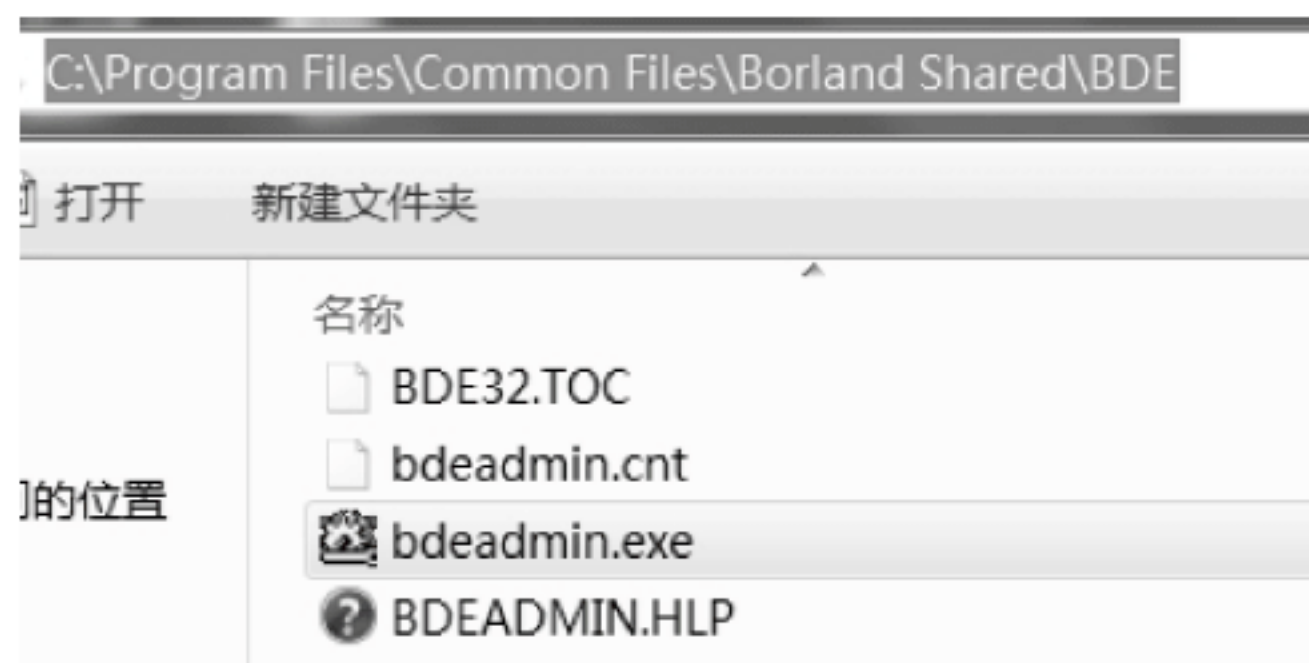 C:\Program Files\Common Files\Borland Shared\BDE
打开 新建文件夹
名称
BDE32.TOC
bdeadmin.cnt
的位置
bdeadmin.exe
BDEADMIN.HLP